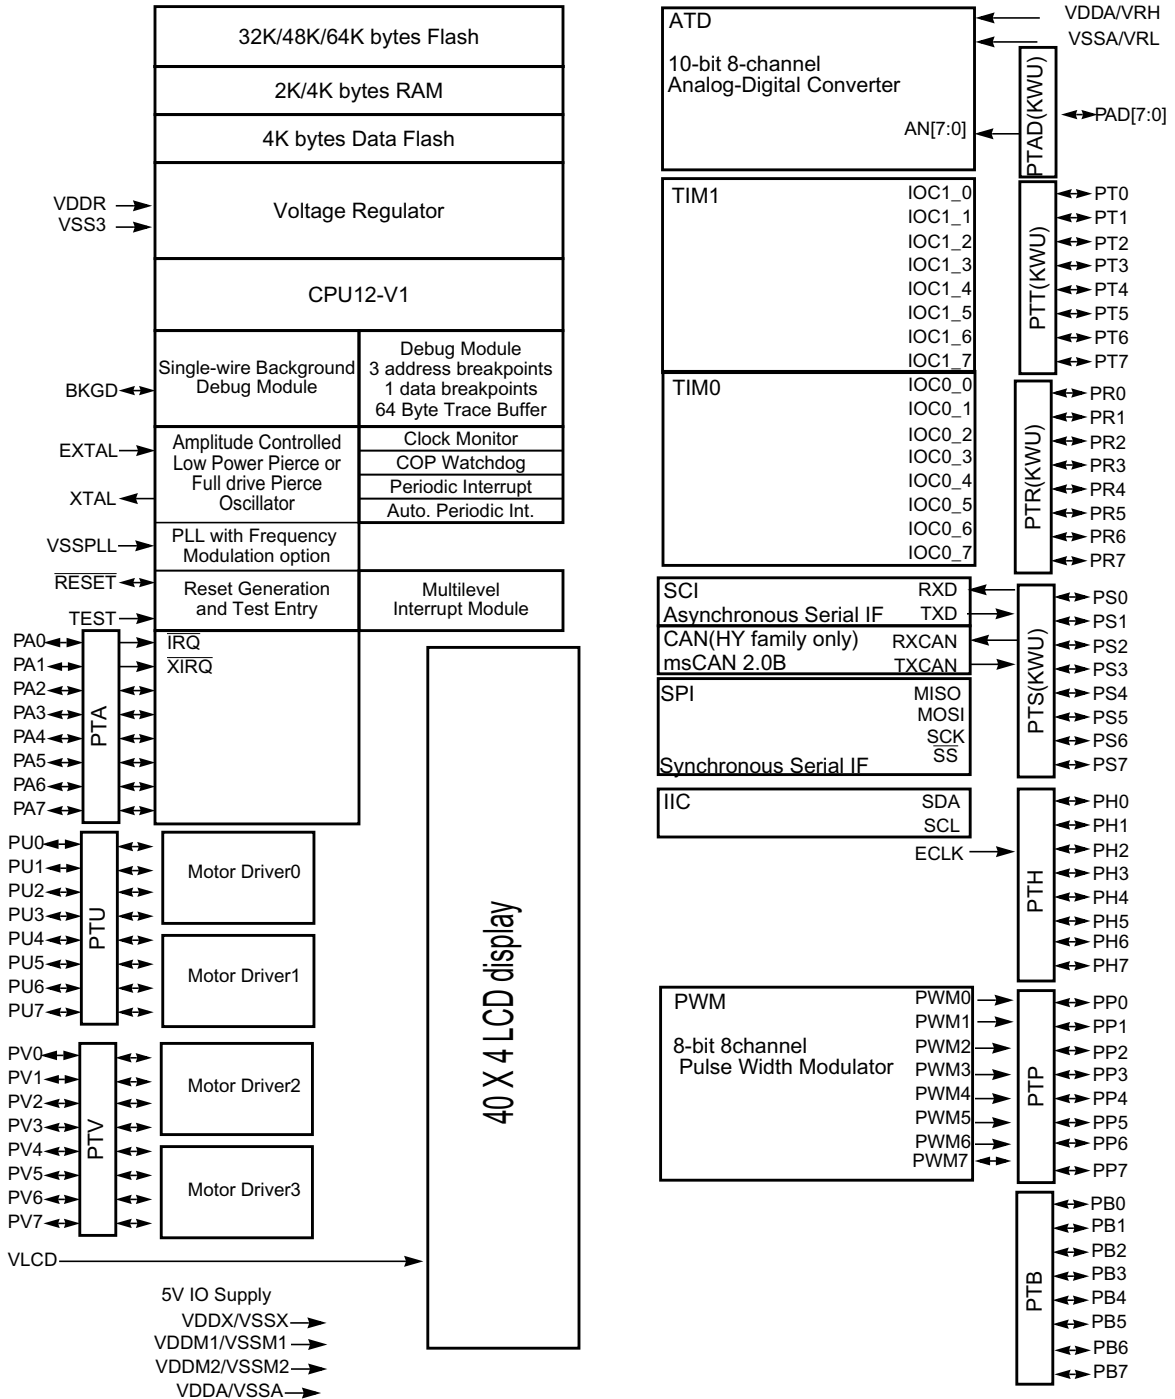 32K/48K/64K bytes Flash
2K/4K bytes RAM
4K bytes Data Flash
VDDR
VSS3
Voltage Regulator
CPU12-V1
BKGD
Single-wire Background
Debug Module
Debug Module
3 address breakpoints
1 data breakpoints
64 Byte Trace Buffer
EXTAL
XTAL
Amplitude Controlled
Low Power Pierce or
Full drive Pierce
Oscillator
Clock Monitor
COP Watchdog
Periodic Interrupt
Auto. Periodic Int.
VSSPLL
PLL with Frequency
Modulation option
RESET
TEST
Reset Generation
and Test Entry
Multilevel
Interrupt Module
PA0
PA1
PA2
PA3
PA4
PA5
PA6
PA7
PTA
IRQ
XIRQ
PU0
PU1
PU2
PU3
PU4
PU5
PU6
PU7
PTU
Motor Driver0
Motor Driver1
PV0
PV1
PV2
PV3
PV4
PV5
PV6
PV7
PTV
Motor Driver2
Motor Driver3
VLCD
40 X 4 LCD display
5V IO Supply
VDDX/VSSX
VDDM1/VSSM1
VDDM2/VSSM2
VDDA/VSSA
ATD
10-bit 8-channel
Analog-Digital Converter
AN[7:0]
VDDA/VRH
VSSA/VRL
PTAD(KWU)
PAD[7:0]
TIM1
IOC1_0
IOC1_1
IOC1_2
IOC1_3
IOC1_4
IOC1_5
IOC1_6
IOC1_7
PTT(KWU)
PT0
PT1
PT2
PT3
PT4
PT5
PT6
PT7
TIM0
IOC0_0
IOC0_1
IOC0_2
IOC0_3
IOC0_4
IOC0_5
IOC0_6
IOC0_7
PTR(KWU)
PR0
PR1
PR2
PR3
PR4
PR5
PR6
PR7
SCI
Asynchronous Serial IF
RXD
TXD
CAN(HY family only)
msCAN 2.0B
RXCAN
TXCAN
SPI
Synchronous Serial IF
MISO
MOSI
SCK
SS
PTS(KWU)
PS0
PS1
PS2
PS3
PS4
PS5
PS6
PS7
IIC
SDA
SCL
ECLK
PTH
PH0
PH1
PH2
PH3
PH4
PH5
PH6
PH7
PWM
8-bit 8channel
Pulse Width Modulator
PWM0
PWM1
PWM2
PWM3
PWM4
PWM5
PWM6
PWM7
PTP
PP0
PP1
PP2
PP3
PP4
PP5
PP6
PP7
PTB
PB0
PB1
PB2
PB3
PB4
PB5
PB6
PB7